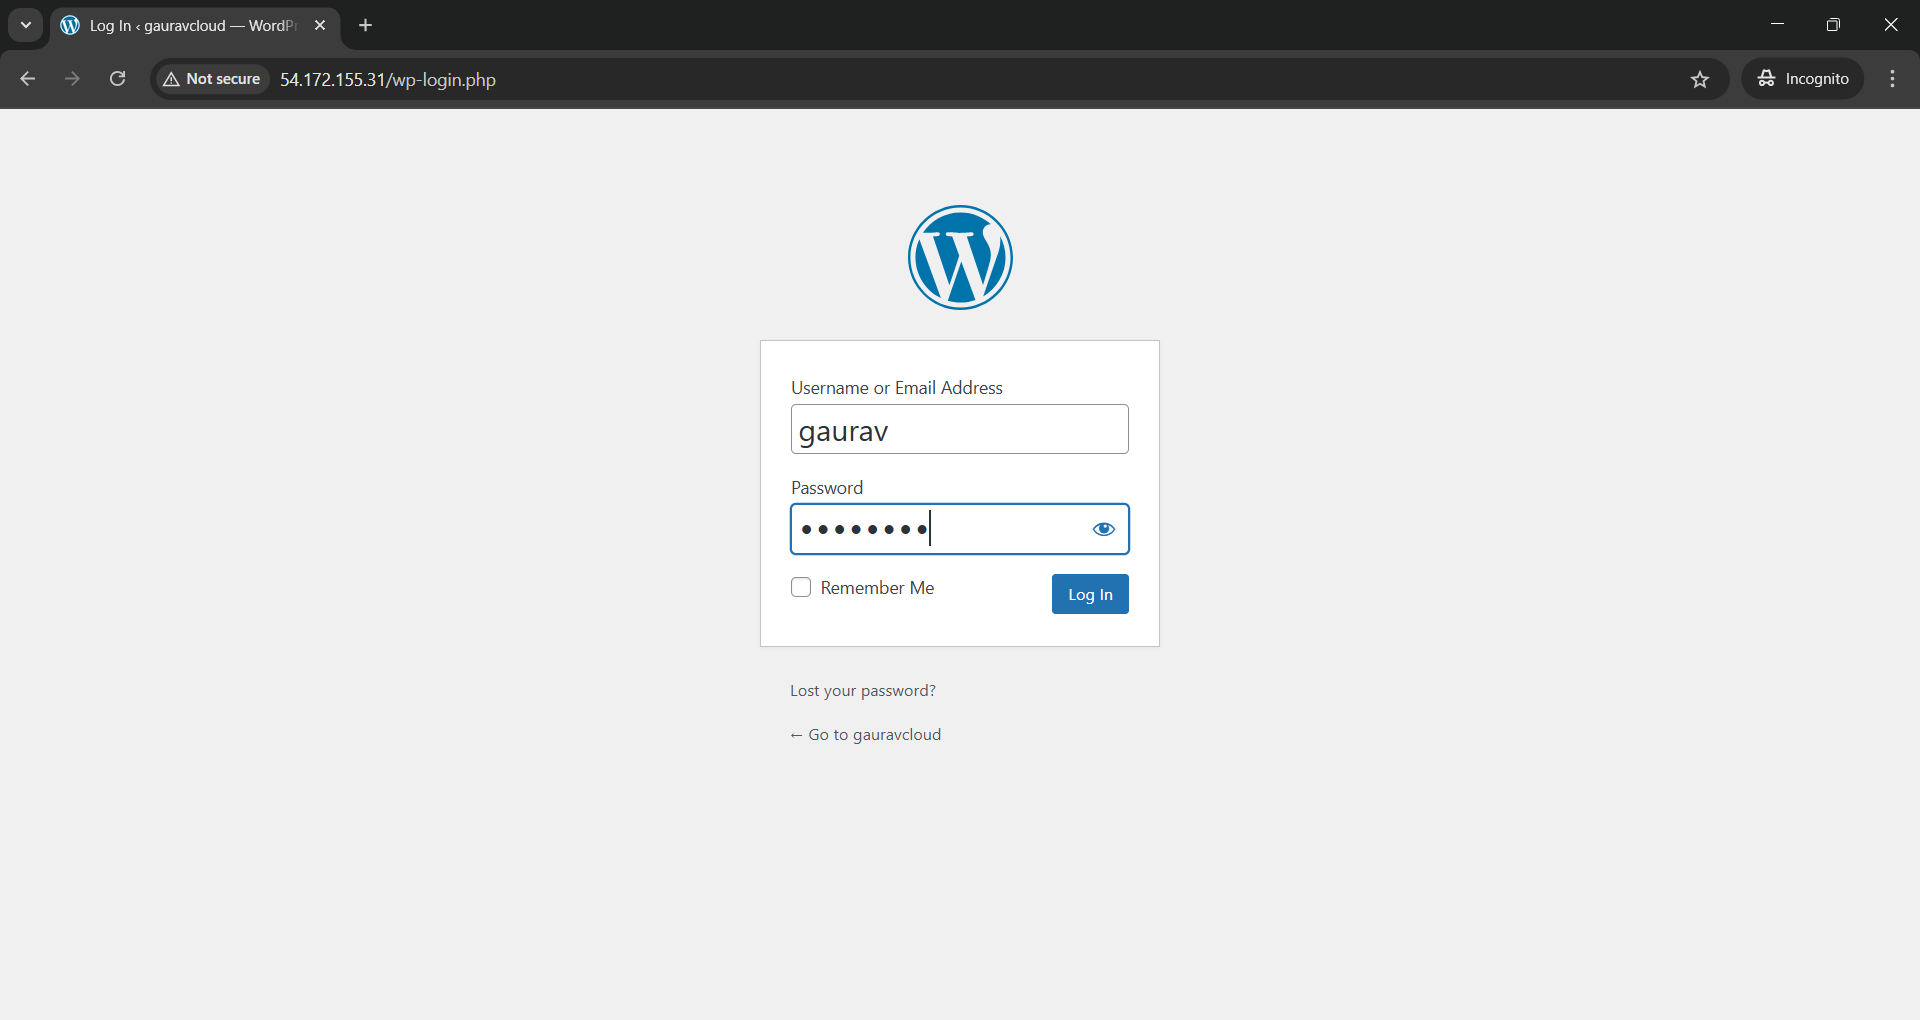 Log In ‹ gauravcloud — WordPr
Not secure
54.172.155.31/wp-login.php
Incognito
Username or Email Address
gaurav
Password
••••••••
Remember Me
Log In
Lost your password?
← Go to gauravcloud